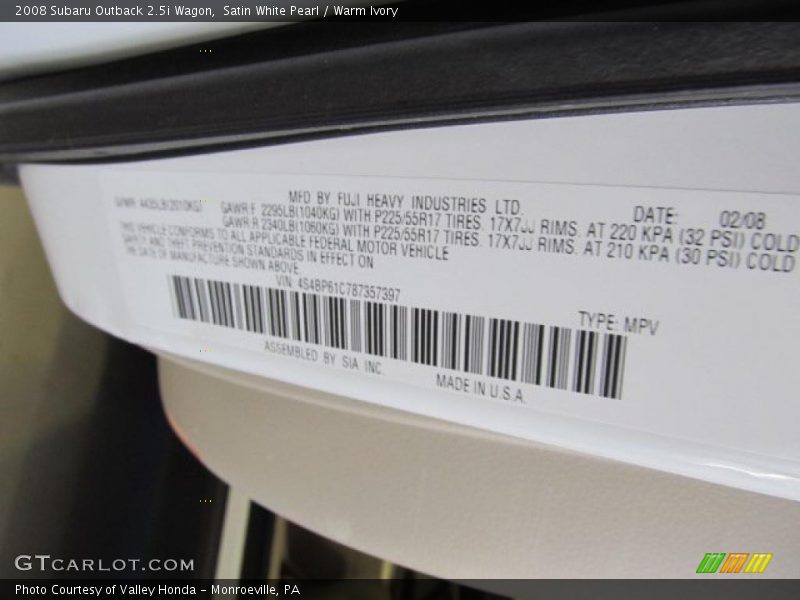 2008 Subaru Outback 2.5i Wagon, Satin White Pearl / Warm Ivory
MFD BY FUJI HEAVY INDUSTRIES LTD. DATE: 02/08
GVWR 4435LB(2010KG) GAWR F 2295LB(1040KG) WITH P225/55R17 TIRES. 17X7JJ RIMS. AT 220 KPA (32 PSI) COLD
GAWR R 2340LB(1060KG) WITH P225/55R17 TIRES. 17X7JJ RIMS. AT 210 KPA (30 PSI) COLD
THIS VEHICLE CONFORMS TO ALL APPLICABLE FEDERAL MOTOR VEHICLE
SAFETY AND THEFT PREVENTION STANDARDS IN EFFECT ON
THE DATE OF MANUFACTURE SHOWN ABOVE
VIN: 4S4BP61C787357397
TYPE: MPV
ASSEMBLED BY SIA INC.
MADE IN U.S.A.
GTCARLOT.COM
Photo Courtesy of Valley Honda - Monroeville, PA